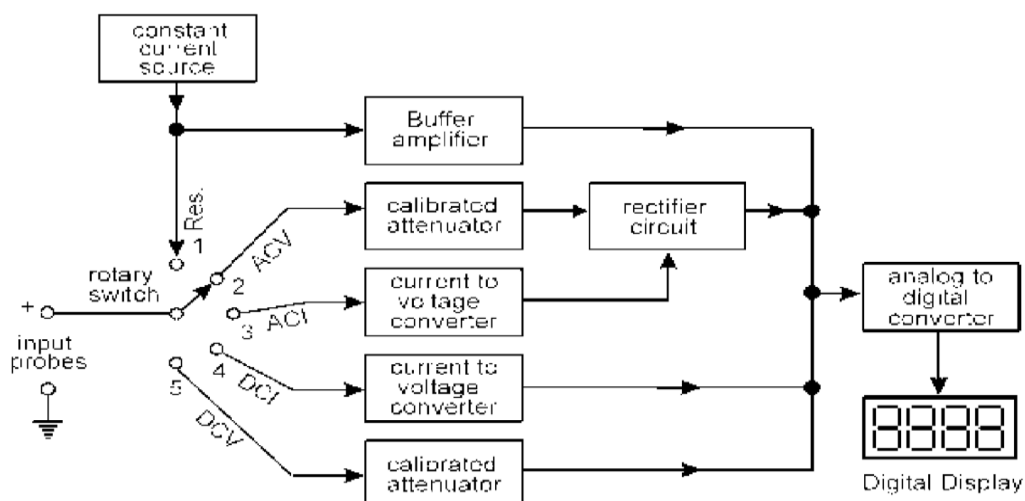 constant
current
source
Buffer
amplifier
Res.
1
calibrated
attenuator
rectifier
circuit
ACV
rotary
switch
2
+
3
ACI
current to
voltage
converter
analog to
digital
converter
input
probes
4
DCI
5
DCV
current to
voltage
converter
calibrated
attenuator
8888
Digital Display